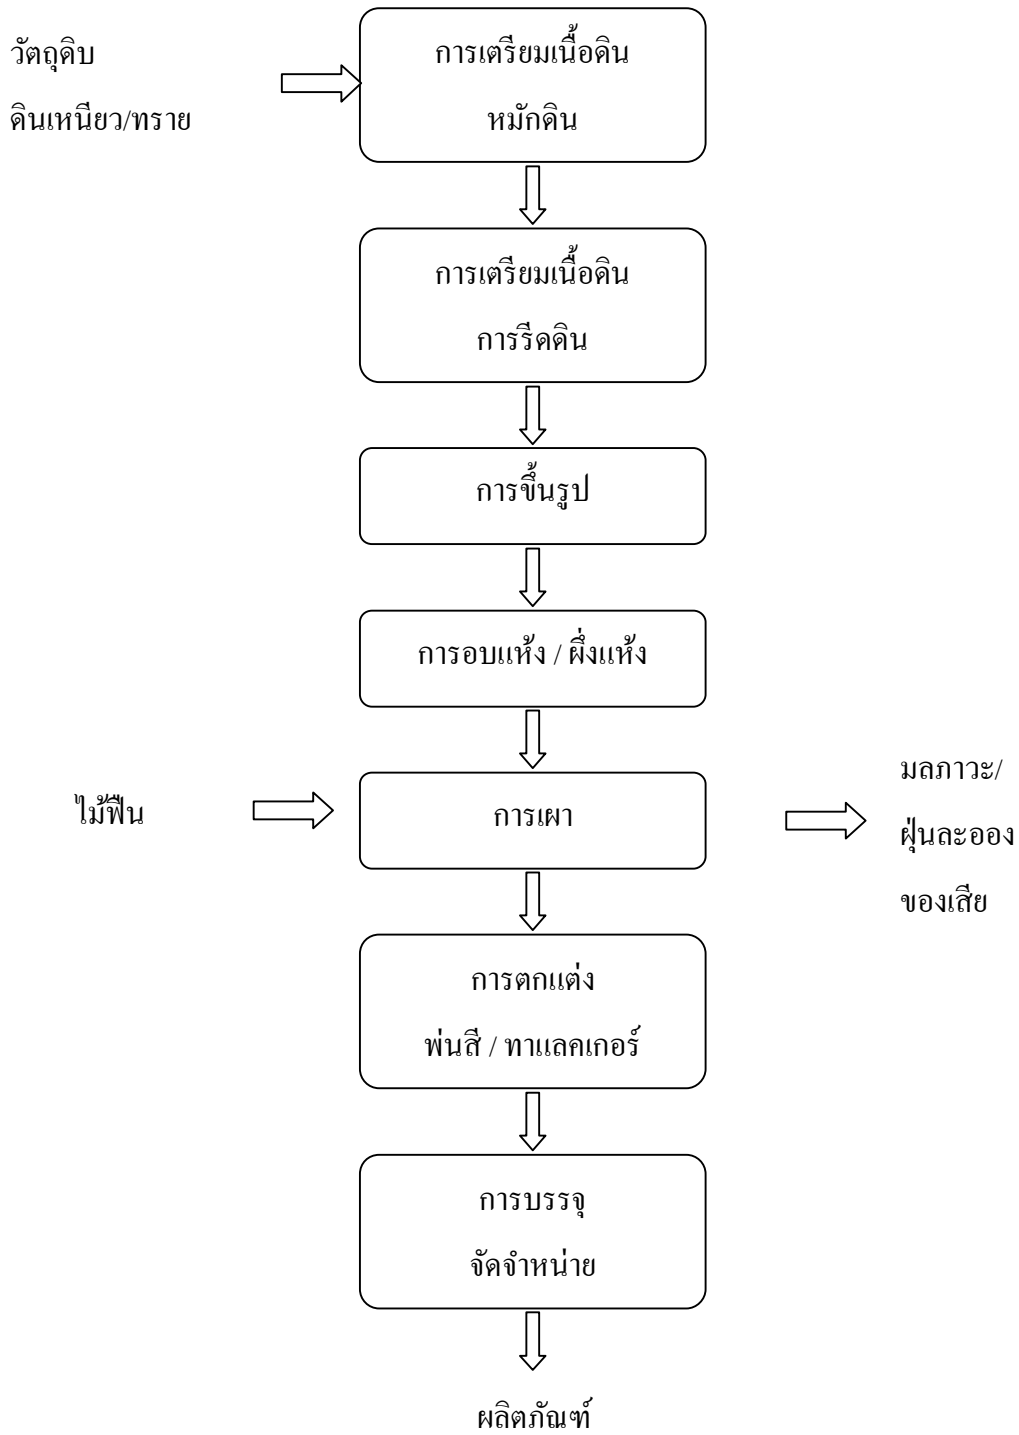 วัตถุดิบ
ดินเหนียว/ทราย
การเตรียมเนื้อดิน
หมักดิน
การเตรียมเนื้อดิน
การรีดดิน
การขึ้นรูป
การอบแห้ง / ผึ่งแห้ง
ไม้ฟืน
การเผา
มลภาวะ/
ฝุ่นละออง
ของเสีย
การตกแต่ง
พ่นสี / ทาแลคเกอร์
การบรรจุ
จัดจำหน่าย
ผลิตภัณฑ์